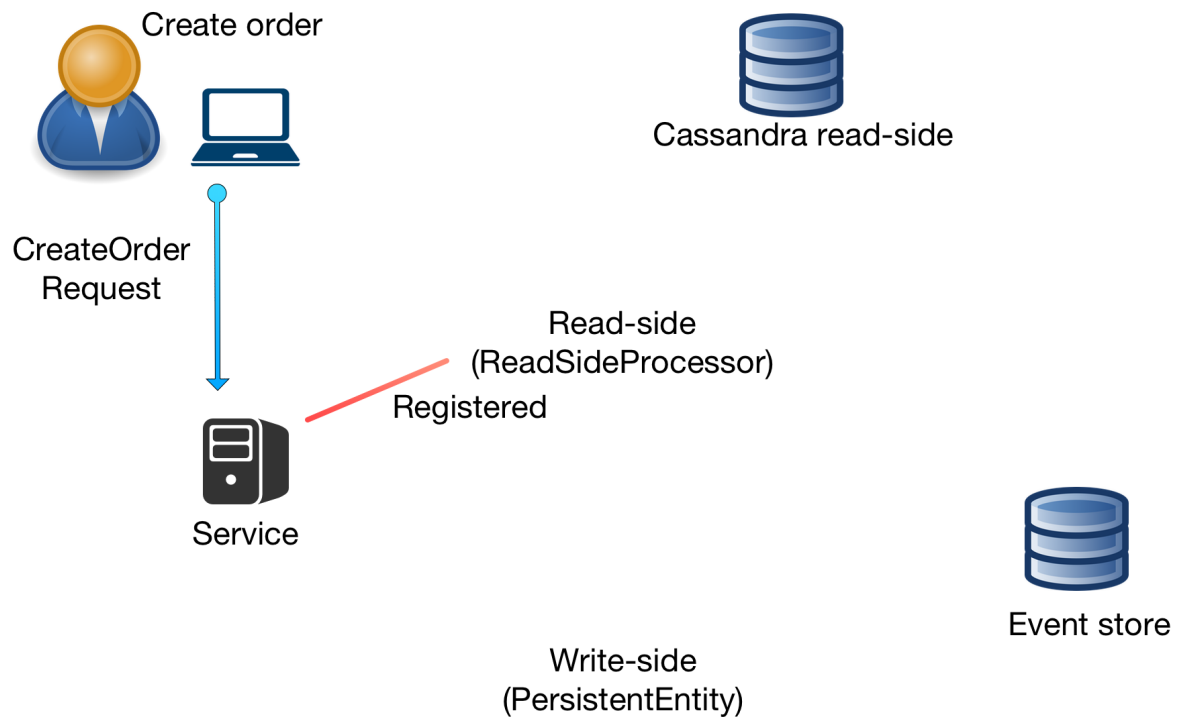 Create order
Cassandra read-side
CreateOrder
Request
Read-side
(ReadSideProcessor)
Registered
Service
Event store
Write-side
(PersistentEntity)